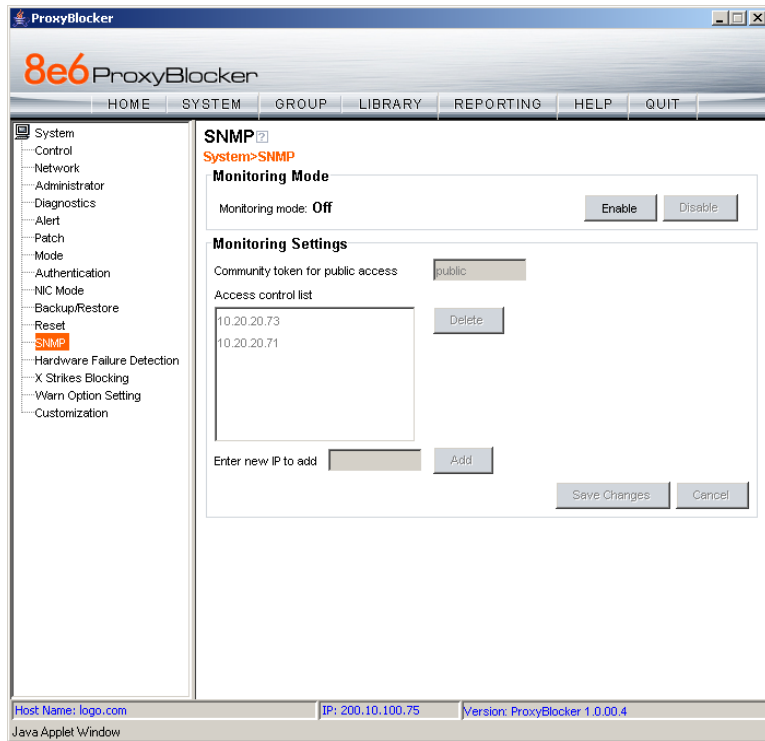 ProxyBlocker
8e6 ProxyBlocker
HOME SYSTEM GROUP LIBRARY REPORTING HELP QUIT
System
Control
Network
Administrator
Diagnostics
Alert
Patch
Mode
Authentication
NIC Mode
Backup/Restore
Reset
SNMP
Hardware Failure Detection
X Strikes Blocking
Warn Option Setting
Customization
SNMP ?
System>SNMP
Monitoring Mode
Monitoring mode: Off
Enable Disable
Monitoring Settings
Community token for public access public
Access control list
10.20.20.73
10.20.20.71
Delete
Enter new IP to add Add
Save Changes Cancel
Host Name: logo.com IP: 200.10.100.75 Version: ProxyBlocker 1.0.00.4
Java Applet Window